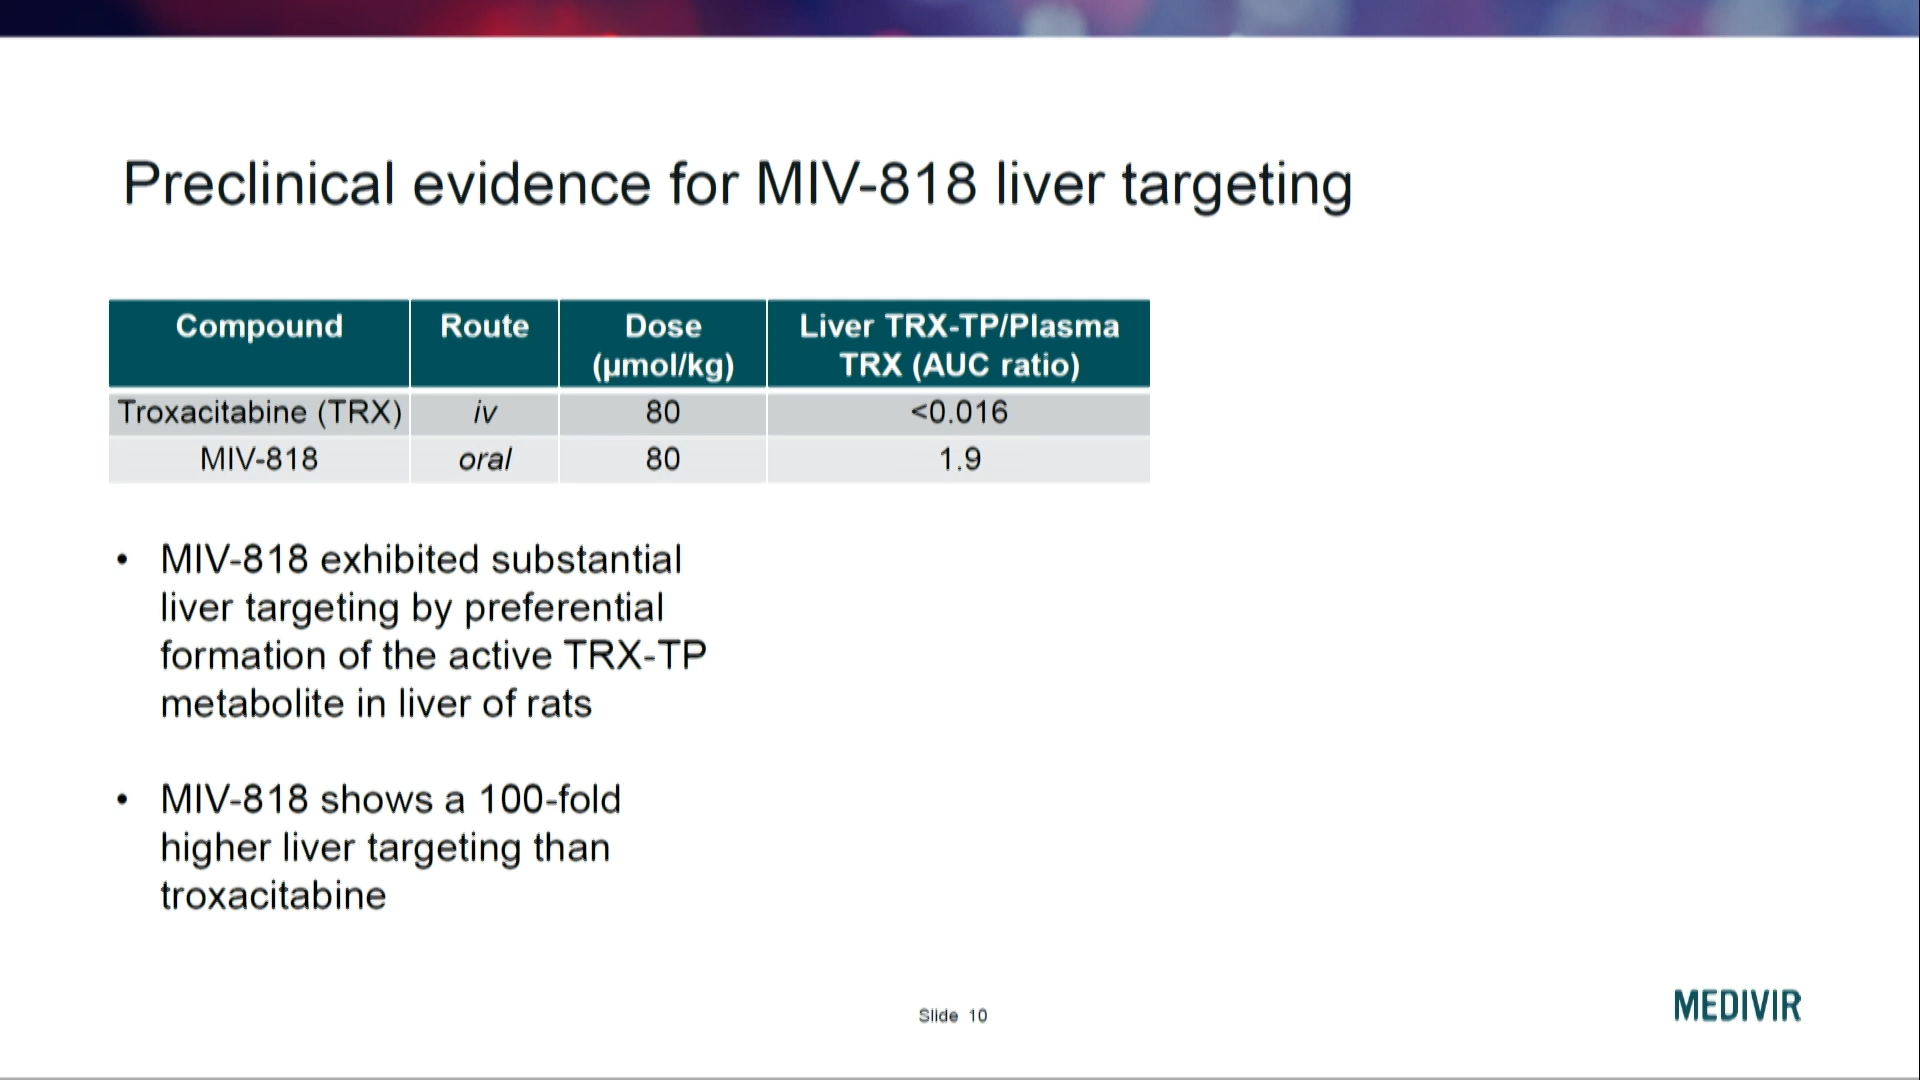 Preclinical evidence for MIV-818 liver targeting
Compound Route Dose (µmol/kg) Liver TRX-TP/Plasma TRX (AUC ratio)
Troxacitabine (TRX) iv 80 <0.016
MIV-818 oral 80 1.9
• MIV-818 exhibited substantial
liver targeting by preferential
formation of the active TRX-TP
metabolite in liver of rats
• MIV-818 shows a 100-fold
higher liver targeting than
troxacitabine
Slide 10
MEDIVIR